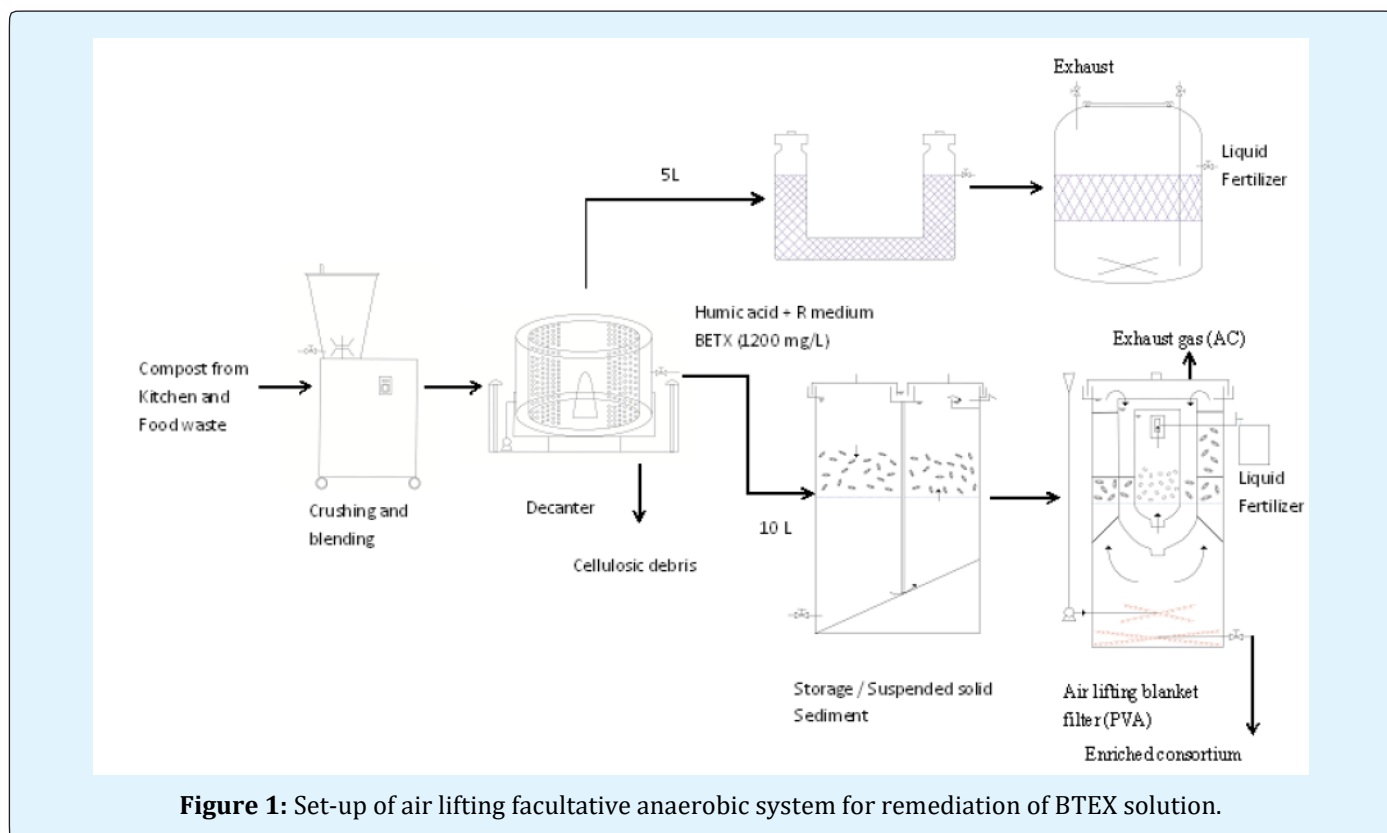 Exhaust
Liquid
Fertilizer
5L
Humic acid + R medium
BETX (1200 mg/L)
Exhaust gas (AC)
Compost from
Kitchen and
Food waste
Crushing and
blending
Decanter
Cellulosic debris
10 L
Liquid
Fertilizer
Storage / Suspended solid
Sediment
Air lifting blanket
filter (PVA)
Enriched consortium
Figure 1: Set-up of air lifting facultative anaerobic system for remediation of BTEX solution.